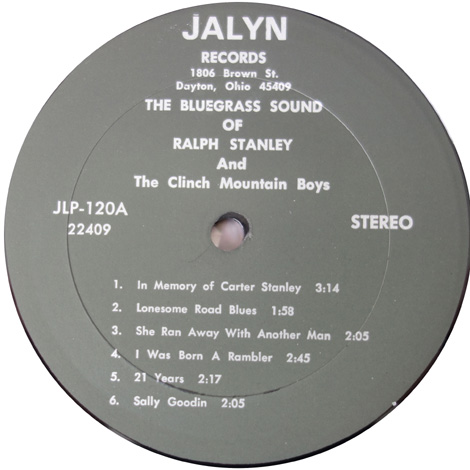 JALYN
RECORDS
1806 Brown St.
Dayton, Ohio 45409
THE BLUEGRASS SOUND
OF
RALPH STANLEY
And
The Clinch Mountain Boys
JLP-120A
22409
STEREO
1. In Memory of Carter Stanley 3:14
2. Lonesome Road Blues 1:58
3. She Ran Away With Another Man 2:05
4. I Was Born A Rambler 2:45
5. 21 Years 2:17
6. Sally Goodin 2:05